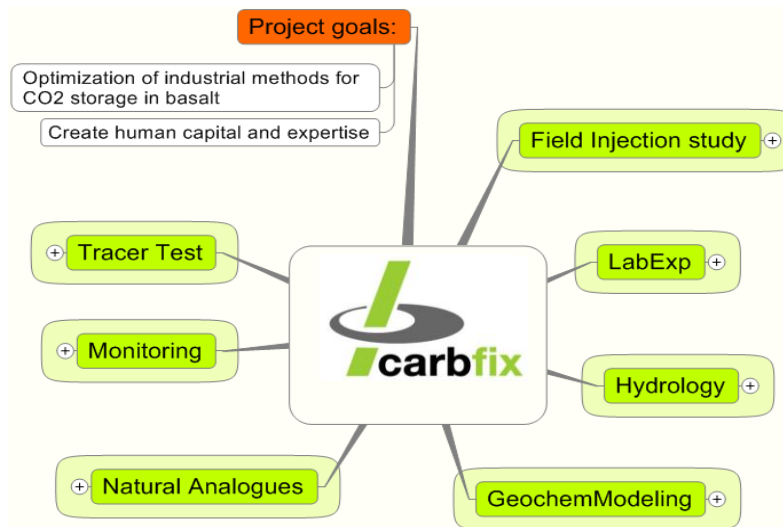 Project goals:
Optimization of industrial methods for
CO2 storage in basalt
Create human capital and expertise
Field Injection study
Tracer Test
LabExp
carbfix
Monitoring
Hydrology
Natural Analogues
GeochemModeling